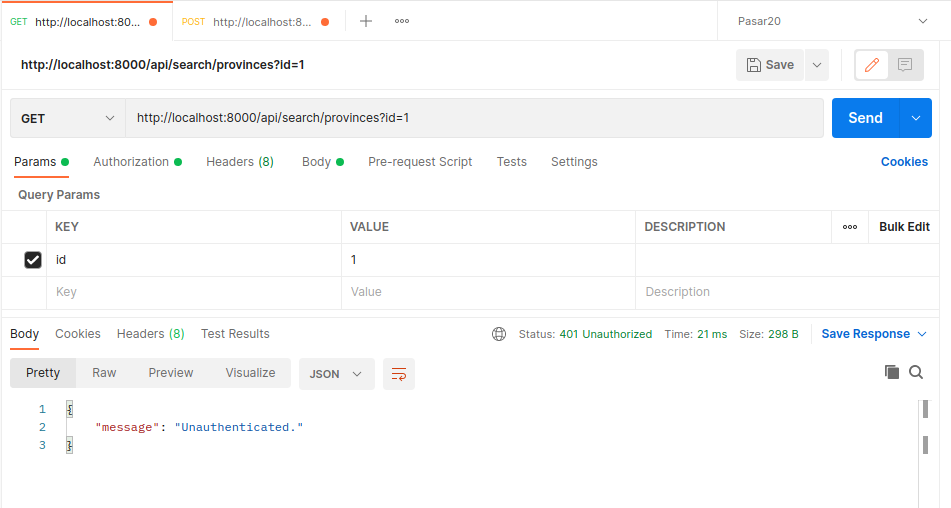 GET http://localhost:80... POST http://localhost:8... Pasar20
http://localhost:8000/api/search/provinces?id=1 Save
GET http://localhost:8000/api/search/provinces?id=1 Send
Params Authorization Headers (8) Body Pre-request Script Tests Settings Cookies
Query Params
KEY VALUE DESCRIPTION Bulk Edit
id 1
Key Value Description
Body Cookies Headers (8) Test Results Status: 401 Unauthorized Time: 21 ms Size: 298 B Save Response
Pretty Raw Preview Visualize JSON
1 {
2 "message": "Unauthenticated."
3 }